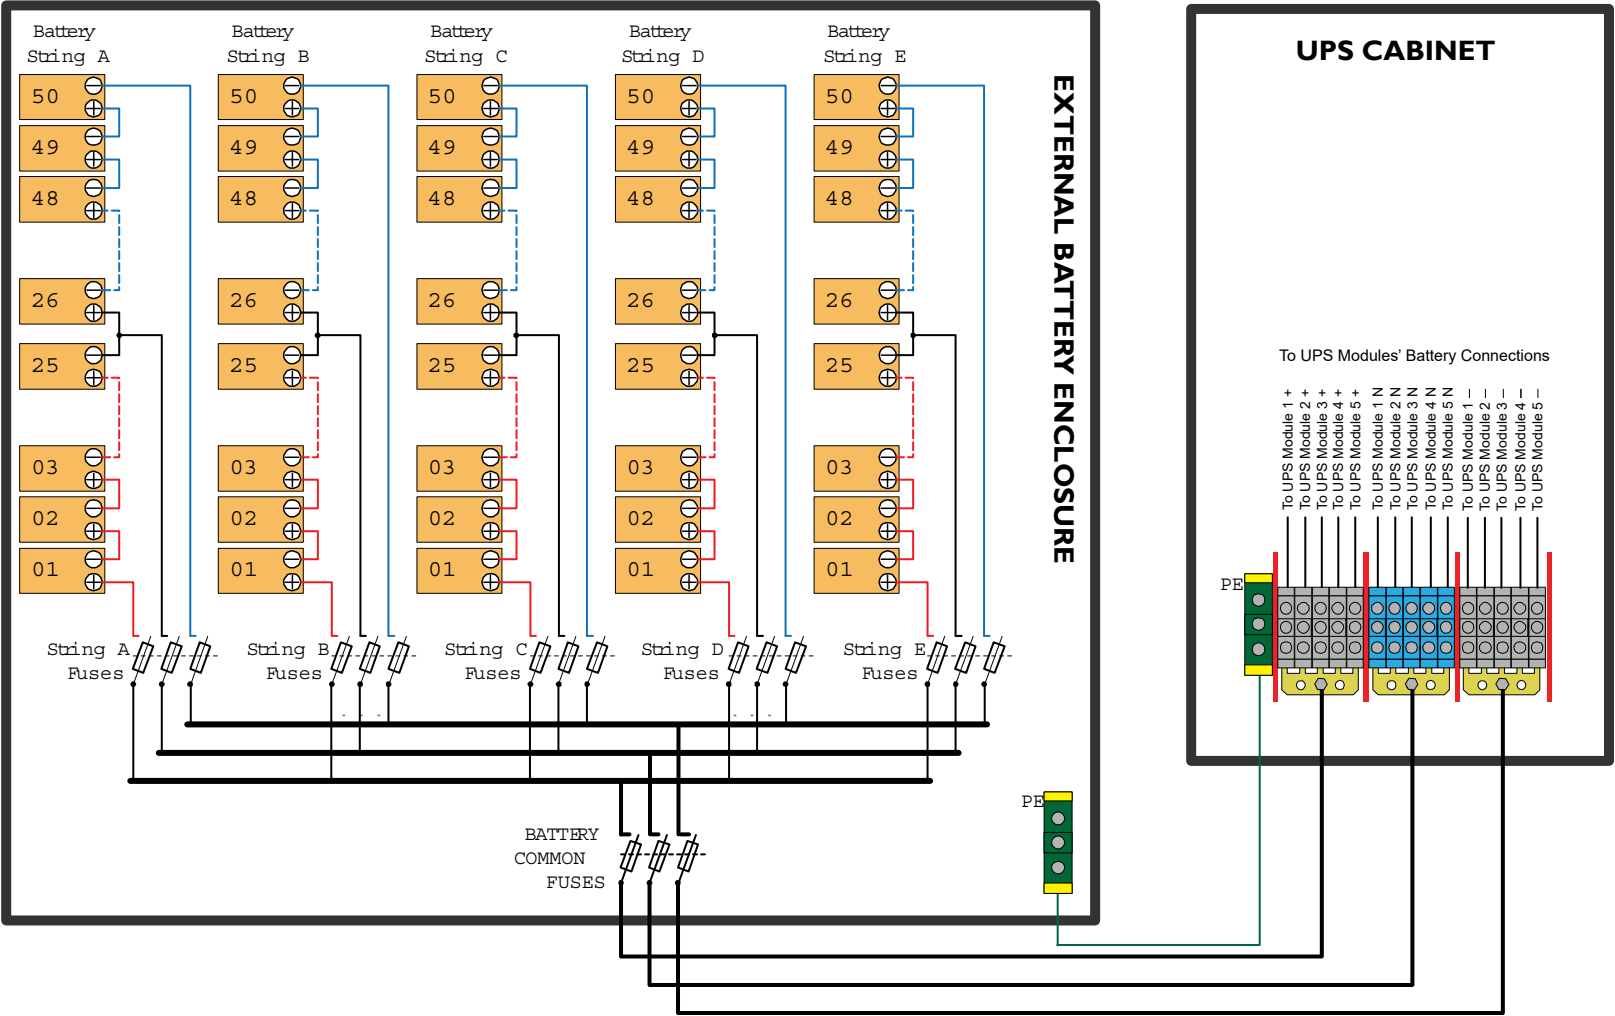 Battery
String A
50
49
48
26
25
03
02
01
String A
Fuses
Battery
String B
50
49
48
26
25
03
02
01
String B
Fuses
Battery
String C
50
49
48
26
25
03
02
01
String C
Fuses
Battery
String D
50
49
48
26
25
03
02
01
String D
Fuses
Battery
String E
50
49
48
26
25
03
02
01
String E
Fuses
EXTERNAL BATTERY ENCLOSURE
BATTERY
COMMON
FUSES
PE
UPS CABINET
To UPS Modules’ Battery Connections
To UPS Module 1 +
To UPS Module 2 +
To UPS Module 3 +
To UPS Module 4 +
To UPS Module 5 +
To UPS Module 1 N
To UPS Module 2 N
To UPS Module 3 N
To UPS Module 4 N
To UPS Module 5 N
To UPS Module 1 –
To UPS Module 2 –
To UPS Module 3 –
To UPS Module 4 –
To UPS Module 5 –
PE